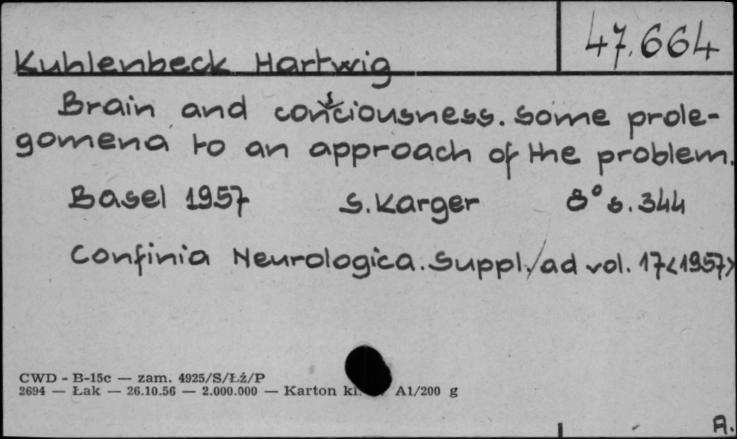 47.664
Kuhlenbeck Hartwig
Brain and consciousness. Some prole-
gomena to an approach of the problem.
Basel 1957 S. Karger 8° s. 344
Confinia Neurologica. Suppl./ad vol. 17<1957>
CWD - B-15c — zam. 4925/S/Łż/P
2694 — Łak — 26.10.56 — 2.000.000 — Karton kl. A1/200 g
A.